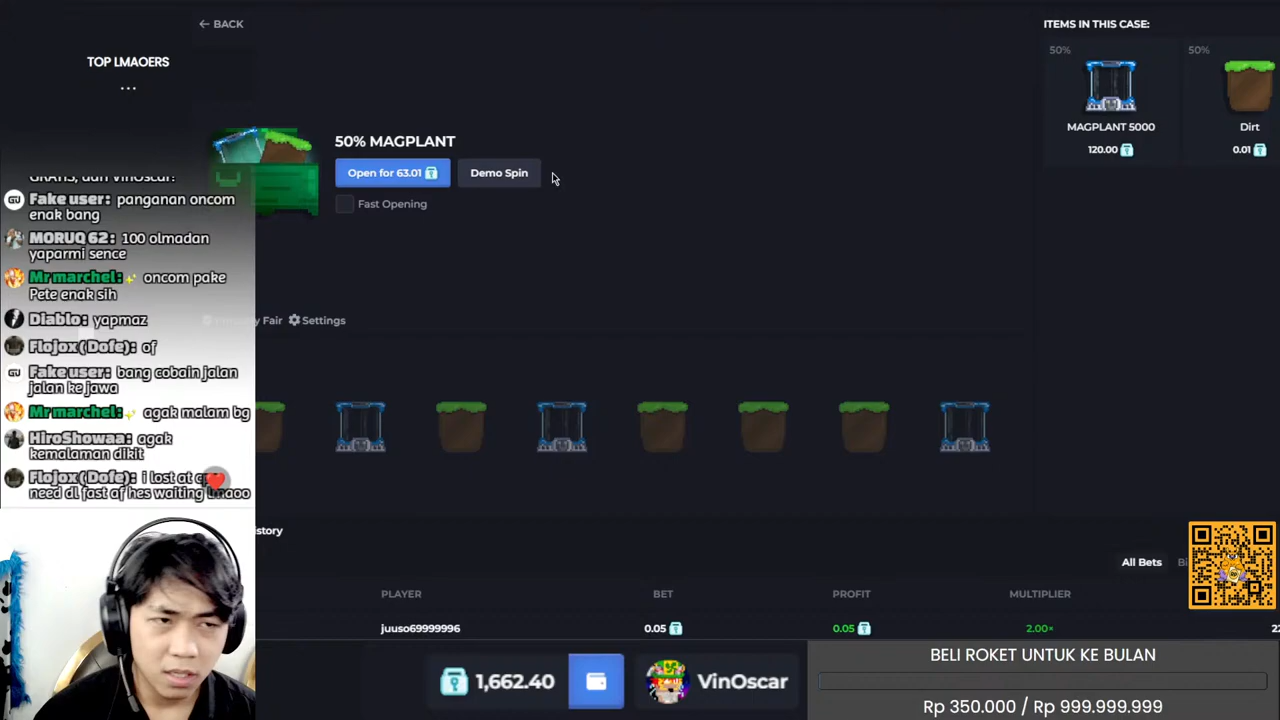 BACK
ITEMS IN THIS CASE:
TOP LMAOERS
...
50%
50%
MAGPLANT 5000
Dirt
120.00
0.01
50% MAGPLANT
Open for 63.01
Demo Spin
Fast Opening
GRATIS, dan VinOscar!
Fake user: panganan oncom
enak bang
MORUQ 62: 100 olmadan
yaparmi sence
Mr marchel: oncom pake
Pete enak sih
Diablo: yapmaz
Flojox(Dofe): of
Fake user: bang cobain jalan
jalan ke jawa
Mr marchel: agak malam bg
HiroShowaa: agak
kemalaman dikit
Flojox(Dofe): i lost at
need dl fast af hes waiting lmaoo
Fair
Settings
istory
All Bets
PLAYER
BET
PROFIT
MULTIPLIER
juuso69999996
0.05
0.05
2.00×
1,662.40
VinOscar
BELI ROKET UNTUK KE BULAN
Rp 350.000 / Rp 999.999.999